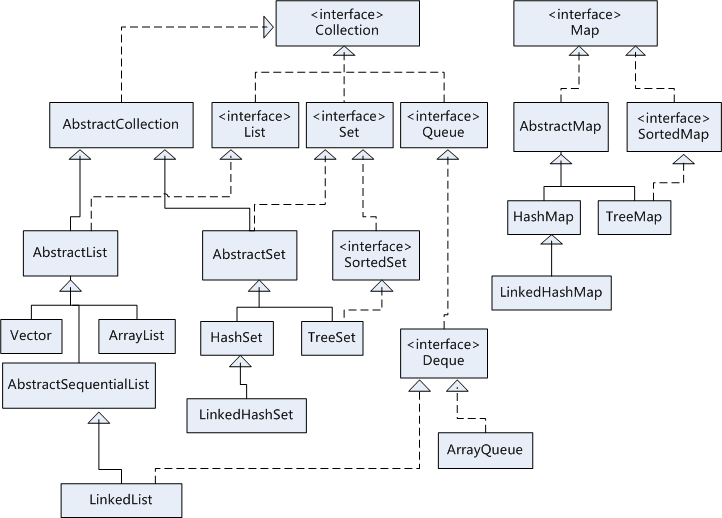 <interface>
Collection
<interface>
Map
AbstractCollection
<interface>
List
<interface>
Set
<interface>
Queue
AbstractMap
<interface>
SortedMap
HashMap
TreeMap
AbstractList
AbstractSet
<interface>
SortedSet
LinkedHashMap
Vector
ArrayList
HashSet
TreeSet
<interface>
Deque
AbstractSequentialList
LinkedHashSet
ArrayQueue
LinkedList